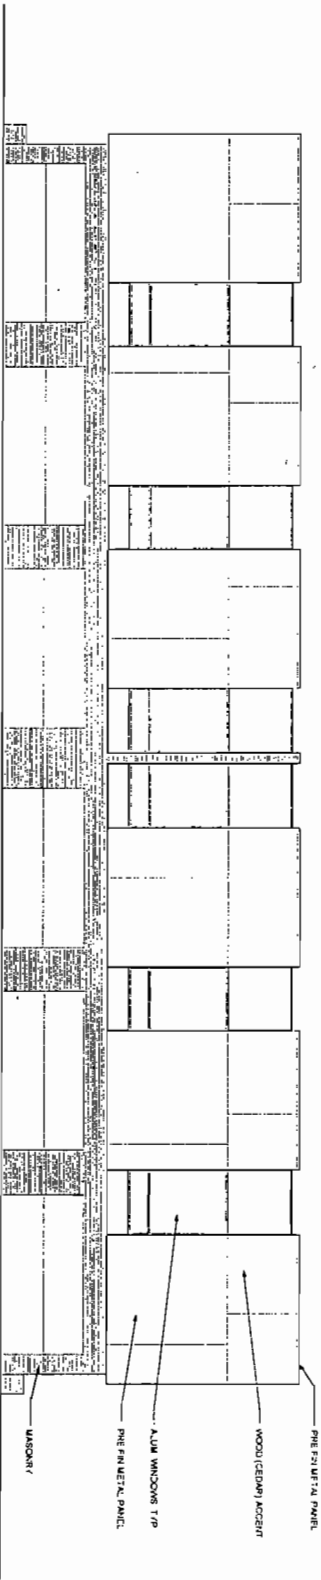 PRE FIN METAL PANEL
WOOD (CEDAR) ACCENT
ALUM WINDOWS TYP
PRE FIN METAL PANEL
MASONRY